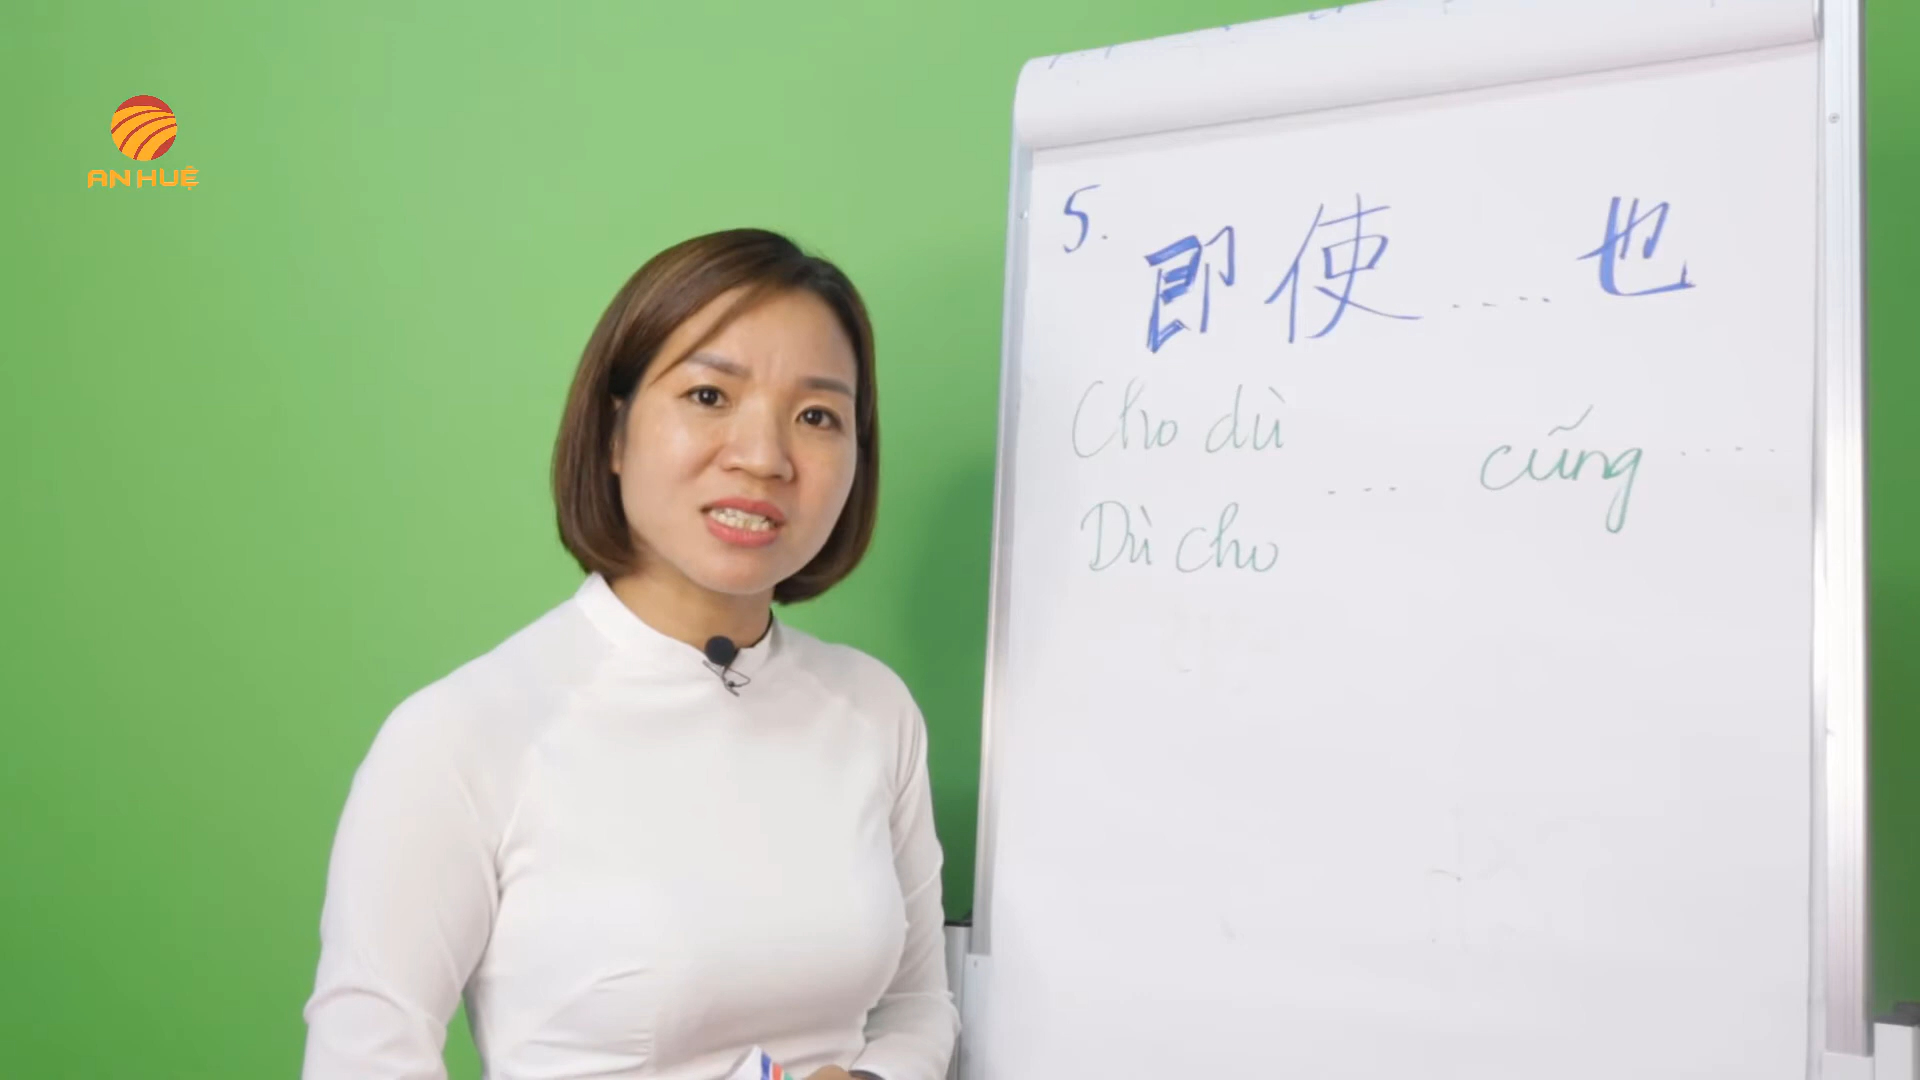 AN HUỆ
5. 即使 .... 也
Cho dù
... cũng ....
Dù cho